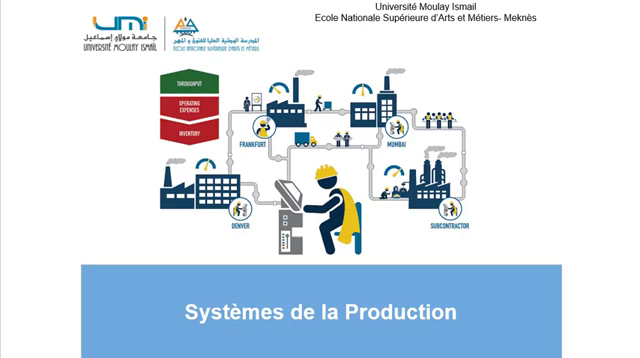 Université Moulay Ismail
Ecole Nationale Supérieure d'Arts et Métiers- Meknès
umi
جامعة مولاي إسماعيل
UNIVERSITÉ MOULAY ISMAÏL
المدرسة الوطنية العليا للفنون و المهن
ECOLE NATIONALE SUPÉRIEURE D'ARTS ET MÉTIERS
THROUGHPUT
OPERATING
EXPENSES
INVENTORY
FRANKFURT
MUMBAI
DENVER
SUBCONTRACTOR
Systèmes de la Production